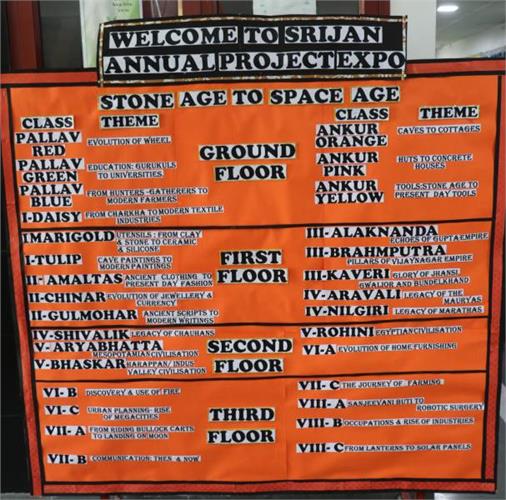 WELCOME TO SRIJAN
ANNUAL PROJECT EXPO
STONE AGE TO SPACE AGE
CLASS THEME
PALLAV RED EVOLUTION OF WHEEL
PALLAV GREEN EDUCATION: GURUKULS TO UNIVERSITIES
PALLAV BLUE FROM HUNTERS -GATHERERS TO MODERN FARMERS
I-DAISY FROM CHARKHA TO MODERN TEXTILE INDUSTRIES
GROUND FLOOR
CLASS THEME
ANKUR ORANGE CAVES TO COTTAGES
ANKUR PINK HUTS TO CONCRETE HOUSES
ANKUR YELLOW TOOLS:STONE AGE TO PRESENT DAY TOOLS
I MARIGOLD UTENSILS : FROM CLAY & STONE TO CERAMIC & SILICONE
I-TULIP CAVE PAINTINGS TO MODERN PAINTINGS
II-AMALTAS ANCIENT CLOTHING TO PRESENT DAY FASHION
II-CHINAR EVOLUTION OF JEWELLERY & CURRENCY
II-GULMOHAR ANCIENT SCRIPTS TO MODERN WRITINGS
FIRST FLOOR
III-ALAKNANDA ECHOES OF GUPTA EMPIRE
III-BRAHMPUTRA PILLARS OF VIJAYNAGAR EMPIRE
III-KAVERI GLORY OF JHANSI, GWALIOR AND BUNDELKHAND
IV-ARAVALI LEGACY OF THE MAURYAS
IV-NILGIRI LEGACY OF MARATHAS
IV-SHIVALIK LEGACY OF CHAUHANS
V-ARYABHATTA MESOPOTAMIAN CIVILISATION
V-BHASKAR HARAPPAN/ INDUS VALLEY CIVILISATION
SECOND FLOOR
V-ROHINI EGYPTIAN CIVILISATION
VI-A EVOLUTION OF HOME FURNISHING
VI- B DISCOVERY & USE OF FIRE
VI- C URBAN PLANNING- RISE OF MEGACITIES
VII- A FROM RIDING BULLOCK CARTS TO LANDING ON MOON
VII- B COMMUNICATION: THEN & NOW
THIRD FLOOR
VII- C THE JOURNEY OF FARMING
VIII- A SANJEEVANI BUTI TO ROBOTIC SURGERY
VIII- B OCCUPATIONS & RISE OF INDUSTRIES
VIII- C FROM LANTERNS TO SOLAR PANELS